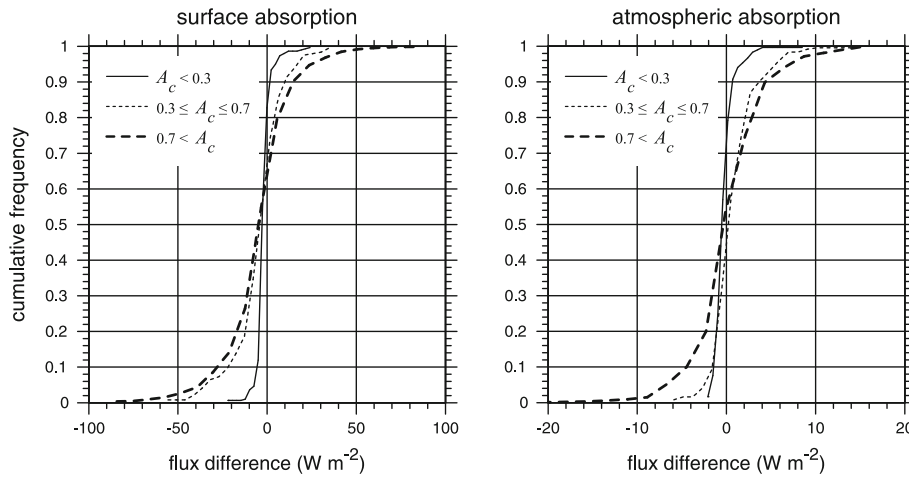 surface absorption
1
0.9
0.8
0.7
0.6
0.5
0.4
0.3
0.2
0.1
0
-100
-50
0
50
100
A_c < 0.3
0.3 ≤ A_c ≤ 0.7
0.7 < A_c
cumulative frequency
flux difference (W m⁻²)
atmospheric absorption
1
0.9
0.8
0.7
0.6
0.5
0.4
0.3
0.2
0.1
0
-20
-10
0
10
20
A_c < 0.3
0.3 ≤ A_c ≤ 0.7
0.7 < A_c
flux difference (W m⁻²)